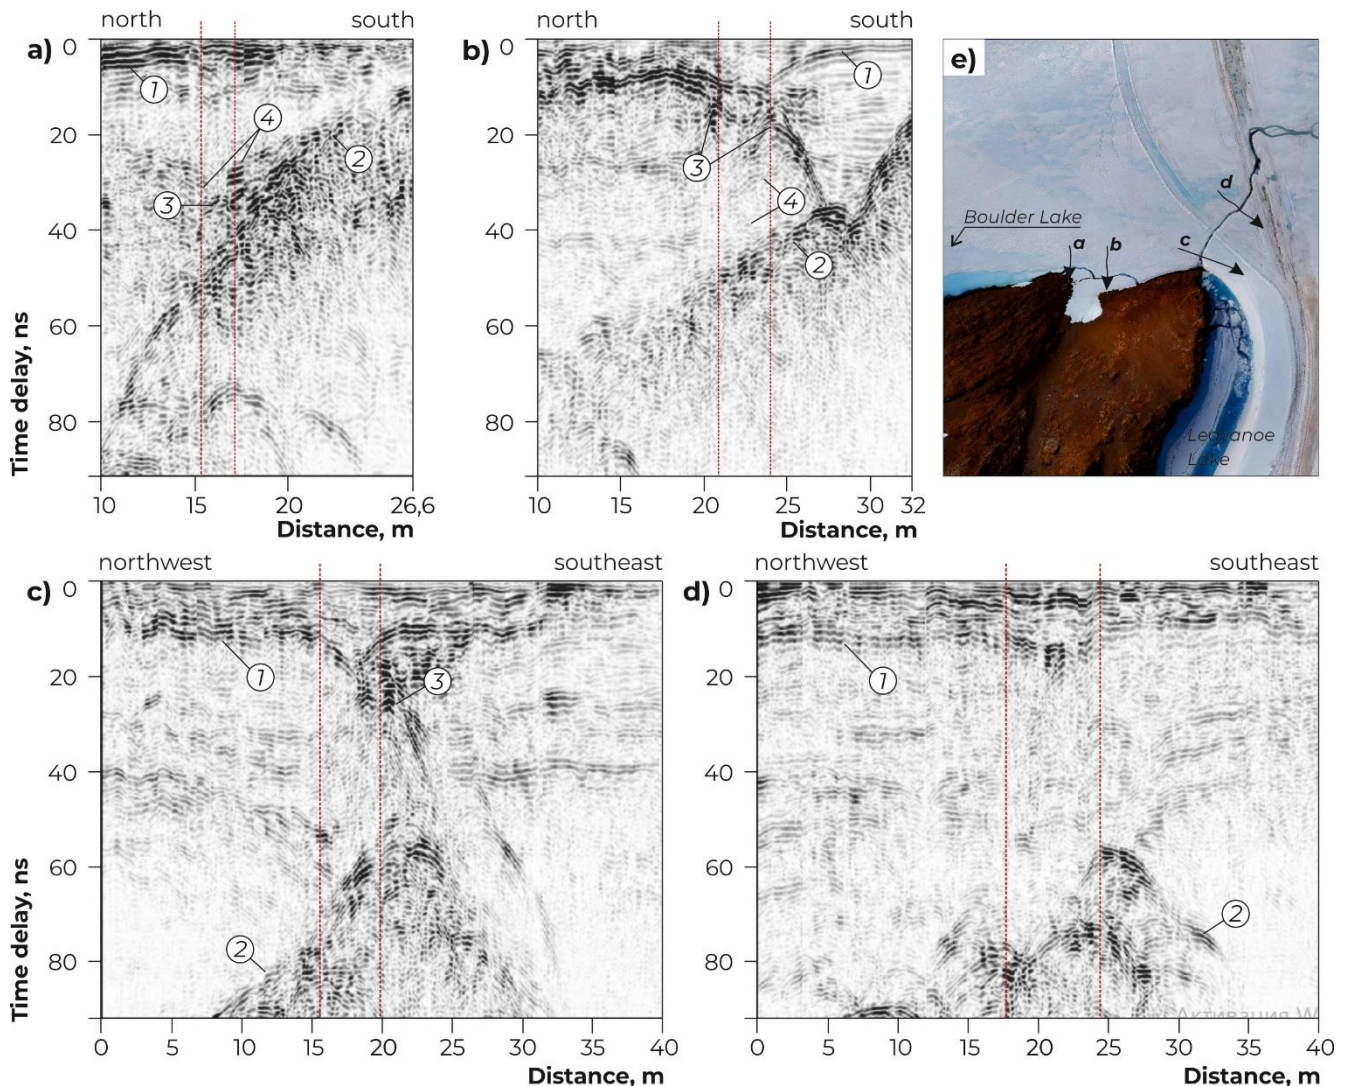 north south
a)
0
20
40
60
80
Time delay, ns
1
4
2
3
10 15 20 26,6
Distance, m
north south
b)
0
20
40
60
80
1
3
4
2
10 15 20 25 30 32
Distance, m
e)
Boulder Lake
a b c d
Ledyanoe
Lake
northwest southeast
c)
0
20
40
60
80
Time delay, ns
1
3
2
0 5 10 15 20 25 30 35 40
Distance, m
northwest southeast
d)
0
20
40
60
80
1
2
Активация W
0 5 10 15 20 25 30 35 40
Distance, m